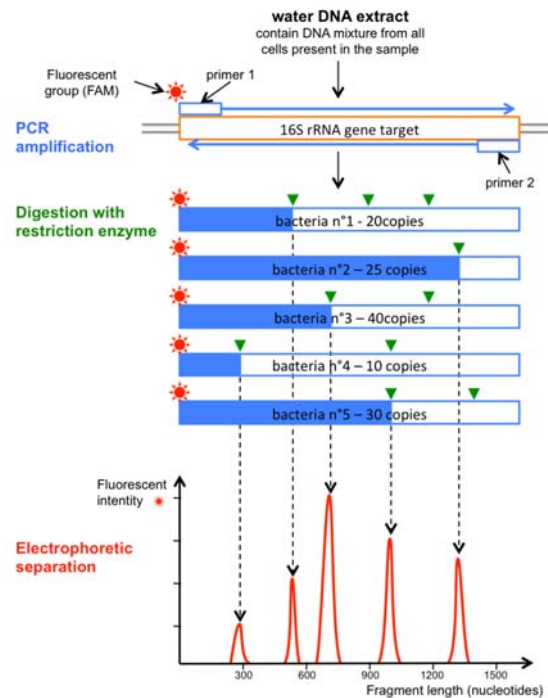 water DNA extract
contain DNA mixture from all
cells present in the sample
Fluorescent
group (FAM)
primer 1
PCR
amplification
16S rRNA gene target
primer 2
Digestion with
restriction enzyme
bacteria n°1 - 20copies
bacteria n°2 – 25 copies
bacteria n°3 – 40copies
bacteria n°4 – 10 copies
bacteria n°5 – 30 copies
Fluorescent
intentity
Electrophoretic
separation
300
600
900
1200
1500
Fragment length (nucleotides)